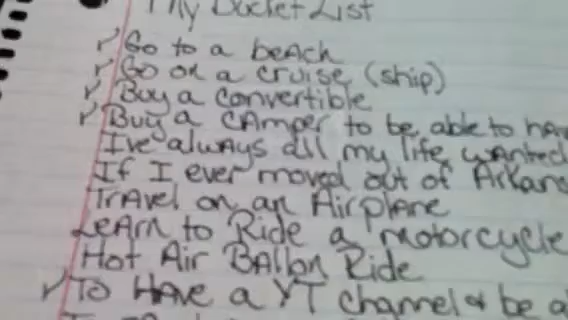 My Bucket List
✓ Go to a beach
✓ Go on a cruise (ship)
✓ Buy a convertible
✓ Buy a camper to be able to
I've always all my life wanted
If I ever moved out of
Travel on an Airplane
Learn to Ride a motorcycle
Hot Air Ballon Ride
✓ To Have a YT channel & be